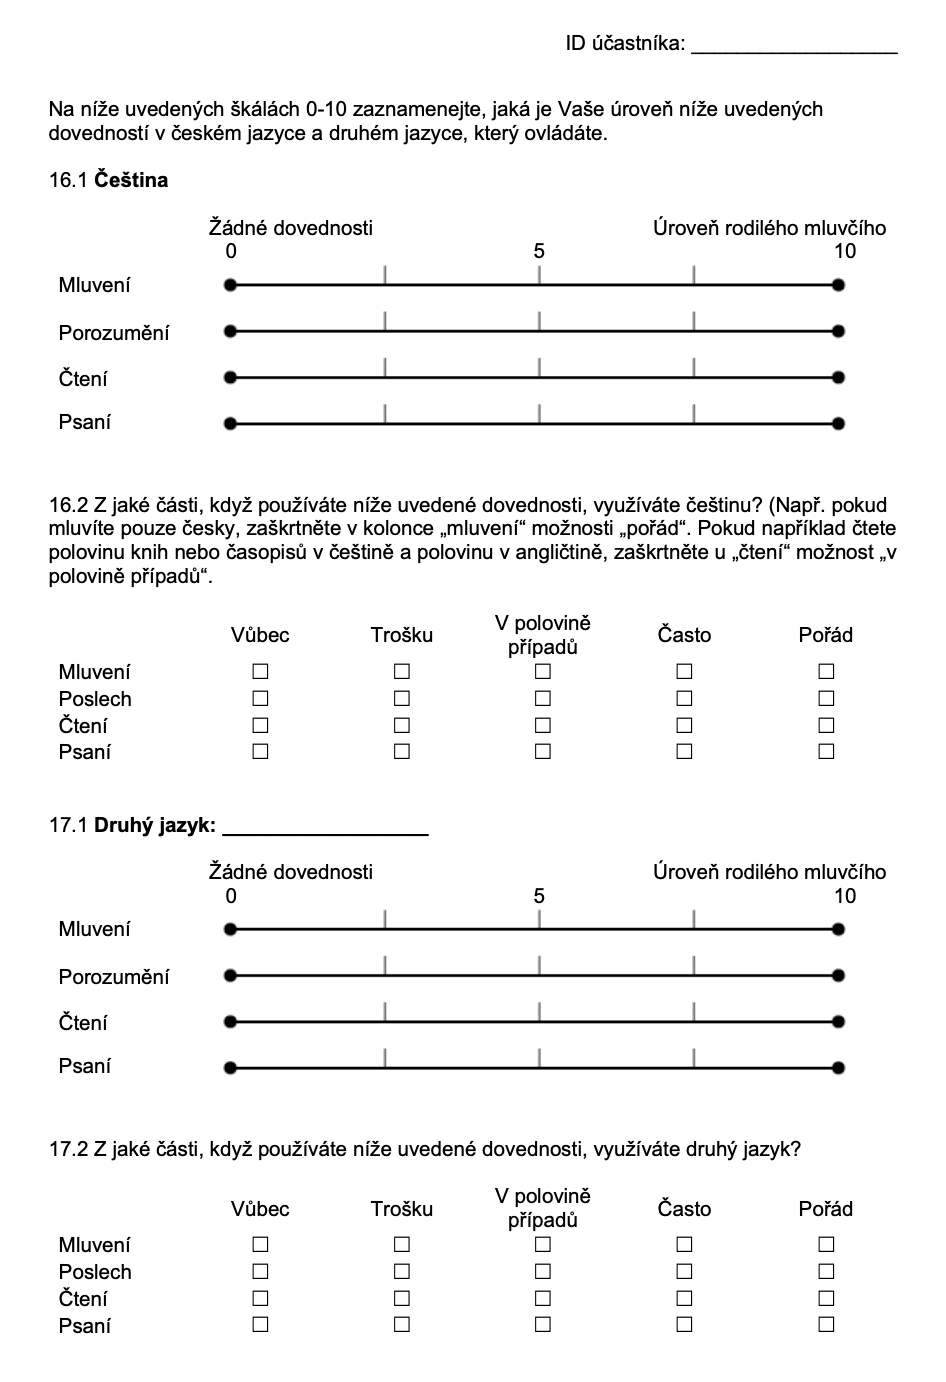 ID účastníka: __________________
Na níže uvedených škálách 0-10 zaznamenejte, jaká je Vaše úroveň níže uvedených
dovedností v českém jazyce a druhém jazyce, který ovládáte.
16.1 Čeština
Žádné dovednosti Úroveň rodilého mluvčího
0 5 10
Mluvení
Porozumění
Čtení
Psaní
16.2 Z jaké části, když používáte níže uvedené dovednosti, využíváte češtinu? (Např. pokud
mluvíte pouze česky, zaškrtněte v kolonce „mluvení“ možnosti „pořád“. Pokud například čtete
polovinu knih nebo časopisů v češtině a polovinu v angličtině, zaškrtněte u „čtení“ možnost „v
polovině případů“.
Vůbec Trošku V polovině případů Často Pořád
Mluvení ☐ ☐ ☐ ☐ ☐
Poslech ☐ ☐ ☐ ☐ ☐
Čtení ☐ ☐ ☐ ☐ ☐
Psaní ☐ ☐ ☐ ☐ ☐
17.1 Druhý jazyk: __________________
Žádné dovednosti Úroveň rodilého mluvčího
0 5 10
Mluvení
Porozumění
Čtení
Psaní
17.2 Z jaké části, když používáte níže uvedené dovednosti, využíváte druhý jazyk?
Vůbec Trošku V polovině případů Často Pořád
Mluvení ☐ ☐ ☐ ☐ ☐
Poslech ☐ ☐ ☐ ☐ ☐
Čtení ☐ ☐ ☐ ☐ ☐
Psaní ☐ ☐ ☐ ☐ ☐